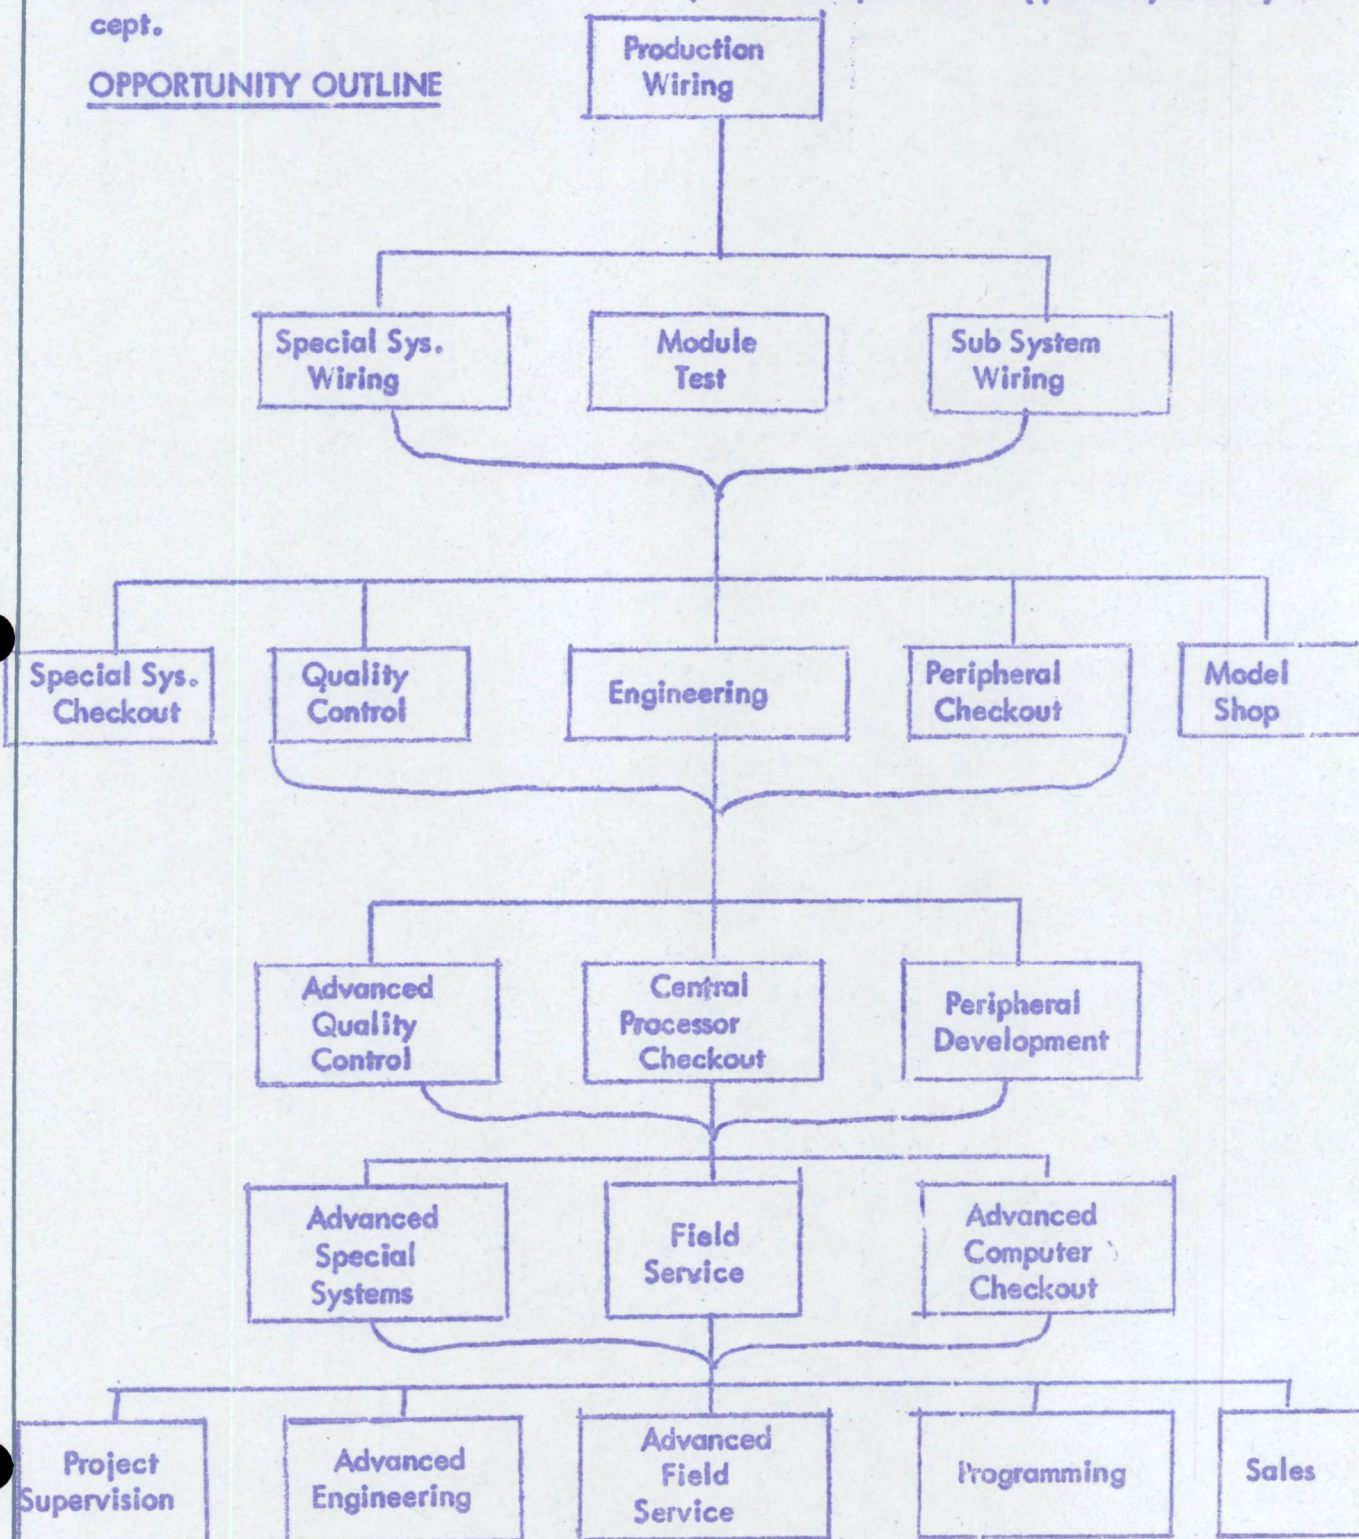 cept.
OPPORTUNITY OUTLINE
Production
Wiring
Special Sys.
Wiring
Module
Test
Sub System
Wiring
Special Sys.
Checkout
Quality
Control
Engineering
Peripheral
Checkout
Model
Shop
Advanced
Quality
Control
Central
Processor
Checkout
Peripheral
Development
Advanced
Special
Systems
Field
Service
Advanced
Computer
Checkout
Project
Supervision
Advanced
Engineering
Advanced
Field
Service
Programming
Sales